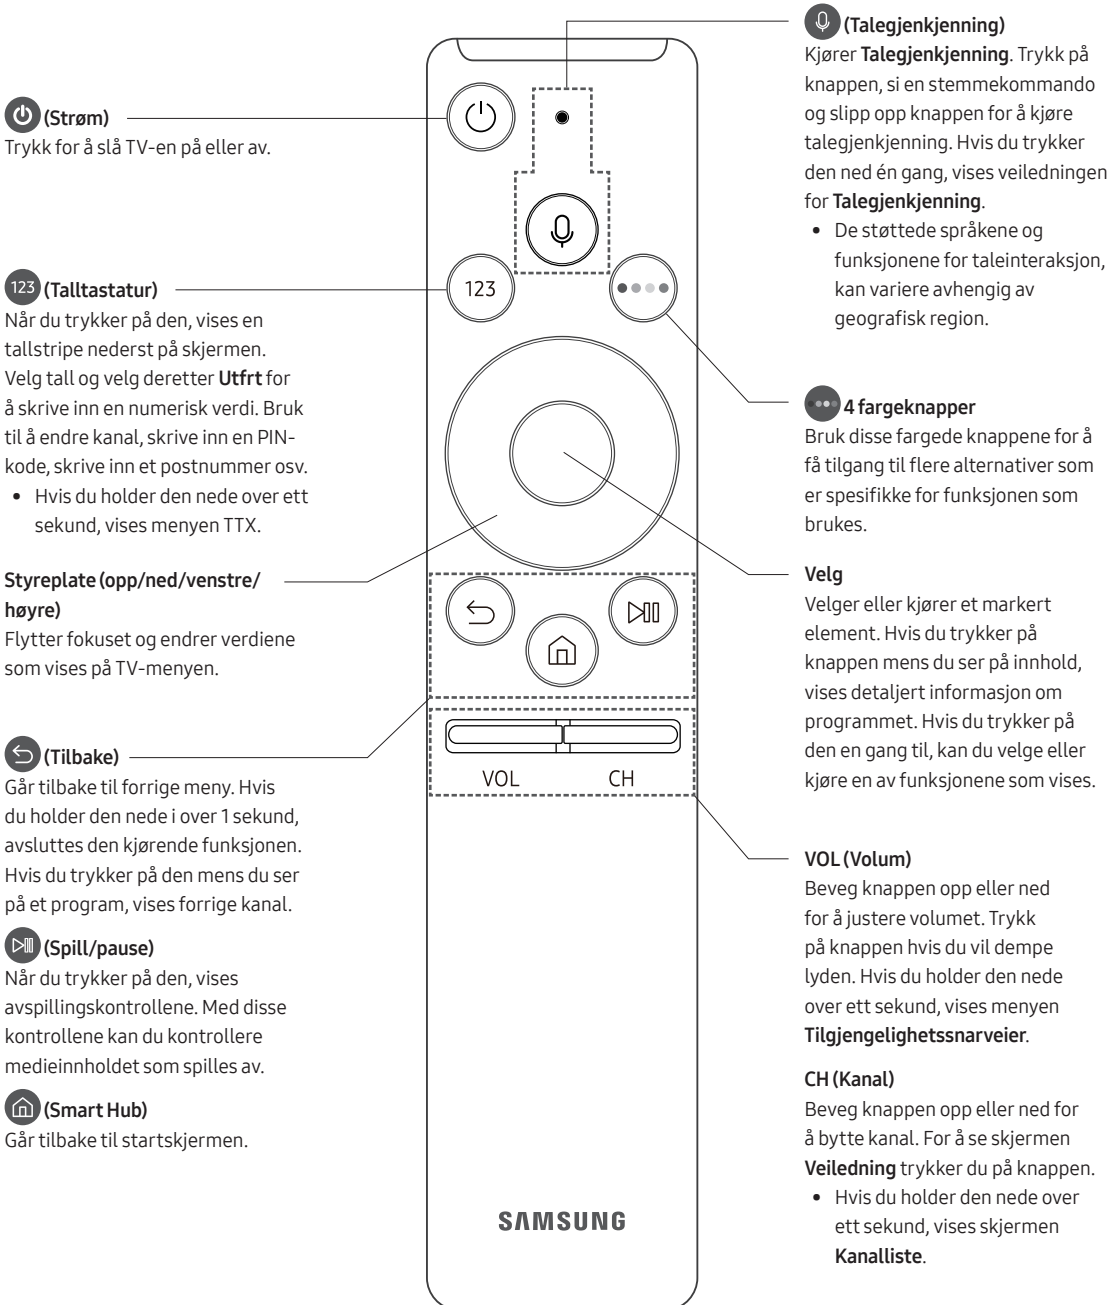 (Strøm)
Trykk for å slå TV-en på eller av.
123 (Talltastatur)
Når du trykker på den, vises en
tallstripe nederst på skjermen.
Velg tall og velg deretter Utfrt for
å skrive inn en numerisk verdi. Bruk
til å endre kanal, skrive inn en PIN-
kode, skrive inn et postnummer osv.
• Hvis du holder den nede over ett
sekund, vises menyen TTX.
Styreplate (opp/ned/venstre/
høyre)
Flytter fokuset og endrer verdiene
som vises på TV-menyen.
(Tilbake)
Går tilbake til forrige meny. Hvis
du holder den nede i over 1 sekund,
avsluttes den kjørende funksjonen.
Hvis du trykker på den mens du ser
på et program, vises forrige kanal.
(Spill/pause)
Når du trykker på den, vises
avspillingskontrollene. Med disse
kontrollene kan du kontrollere
medieinnholdet som spilles av.
(Smart Hub)
Går tilbake til startskjermen.
123
VOL
CH
SAMSUNG
(Talegjenkjenning)
Kjører Talegjenkjenning. Trykk på
knappen, si en stemmekommando
og slipp opp knappen for å kjøre
talegjenkjenning. Hvis du trykker
den ned én gang, vises veiledningen
for Talegjenkjenning.
• De støttede språkene og
funksjonene for taleinteraksjon,
kan variere avhengig av
geografisk region.
4 fargeknapper
Bruk disse fargede knappene for å
få tilgang til flere alternativer som
er spesifikke for funksjonen som
brukes.
Velg
Velger eller kjører et markert
element. Hvis du trykker på
knappen mens du ser på innhold,
vises detaljert informasjon om
programmet. Hvis du trykker på
den en gang til, kan du velge eller
kjøre en av funksjonene som vises.
VOL (Volum)
Beveg knappen opp eller ned
for å justere volumet. Trykk
på knappen hvis du vil dempe
lyden. Hvis du holder den nede
over ett sekund, vises menyen
Tilgjengelighetssnarveier.
CH (Kanal)
Beveg knappen opp eller ned for
å bytte kanal. For å se skjermen
Veiledning trykker du på knappen.
• Hvis du holder den nede over
ett sekund, vises skjermen
Kanalliste.